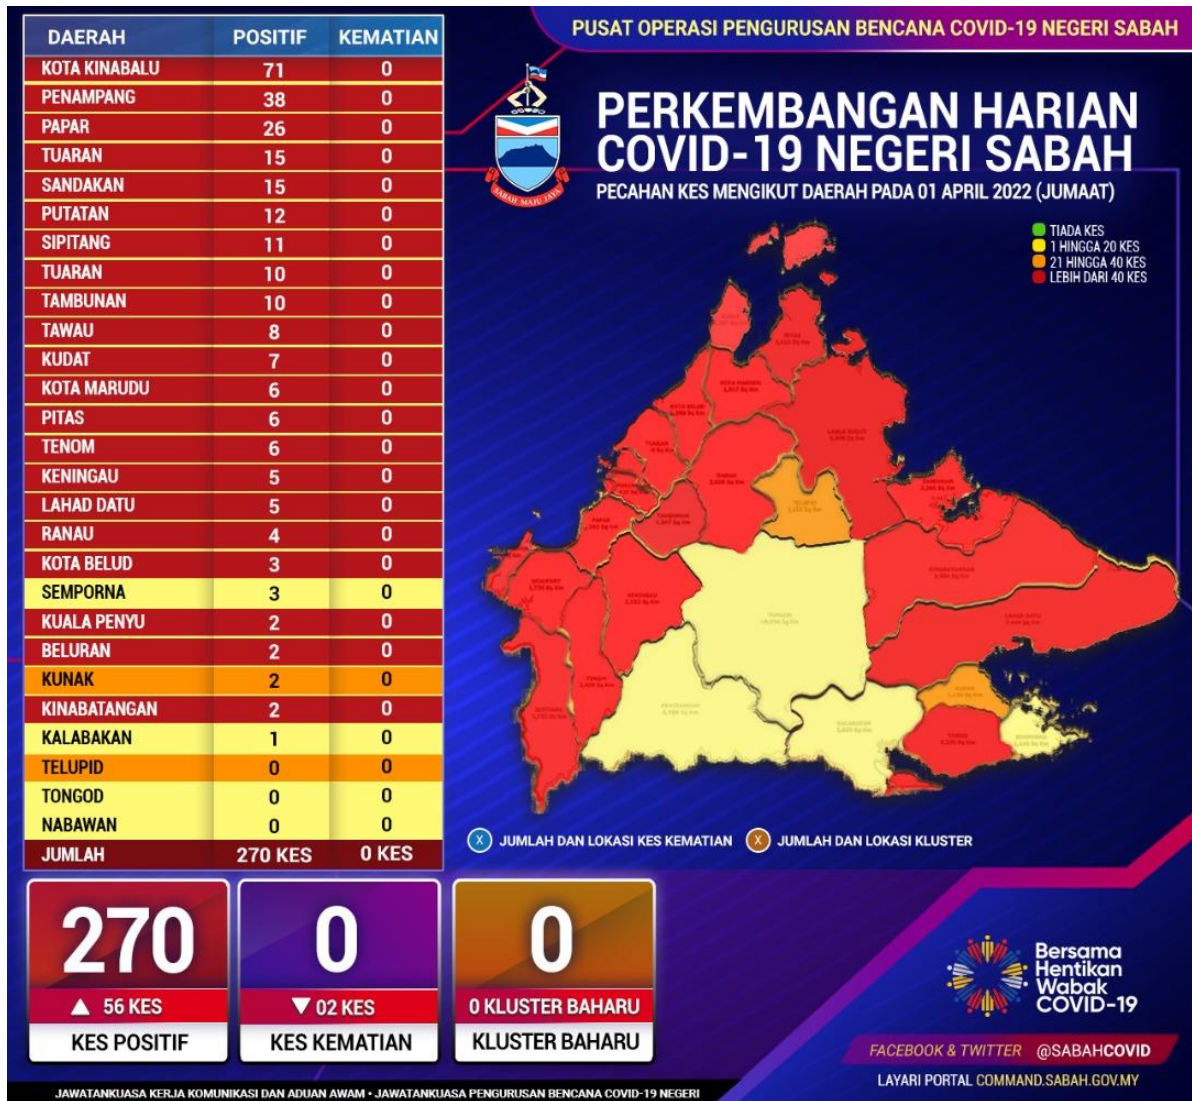 DAERAH POSITIF KEMATIAN
KOTA KINABALU 71 0
PENAMPANG 38 0
PAPAR 26 0
TUARAN 15 0
SANDAKAN 15 0
PUTATAN 12 0
SIPITANG 11 0
TUARAN 10 0
TAMBUNAN 10 0
TAWAU 8 0
KUDAT 7 0
KOTA MARUDU 6 0
PITAS 6 0
TENOM 6 0
KENINGAU 5 0
LAHAD DATU 5 0
RANAU 4 0
KOTA BELUD 3 0
SEMPORNA 3 0
KUALA PENYU 2 0
BELURAN 2 0
KUNAK 2 0
KINABATANGAN 2 0
KALABAKAN 1 0
TELUPID 0 0
TONGOD 0 0
NABAWAN 0 0
JUMLAH 270 KES 0 KES
PUSAT OPERASI PENGURUSAN BENCANA COVID-19 NEGERI SABAH
SABAH MAJU JAYA
PERKEMBANGAN HARIAN
COVID-19 NEGERI SABAH
PECAHAN KES MENGIKUT DAERAH PADA 01 APRIL 2022 (JUMAAT)
TIADA KES
1 HINGGA 20 KES
21 HINGGA 40 KES
LEBIH DARI 40 KES
TELUPID
X JUMLAH DAN LOKASI KES KEMATIAN
X JUMLAH DAN LOKASI KLUSTER
270
▲ 56 KES
KES POSITIF
0
▼ 02 KES
KES KEMATIAN
0
0 KLUSTER BAHARU
KLUSTER BAHARU
Bersama
Hentikan
Wabak
COVID-19
FACEBOOK & TWITTER @SABAHCOVID
LAYARI PORTAL COMMAND.SABAH.GOV.MY
JAWATANKUASA KERJA KOMUNIKASI DAN ADUAN AWAM • JAWATANKUASA PENGURUSAN BENCANA COVID-19 NEGERI